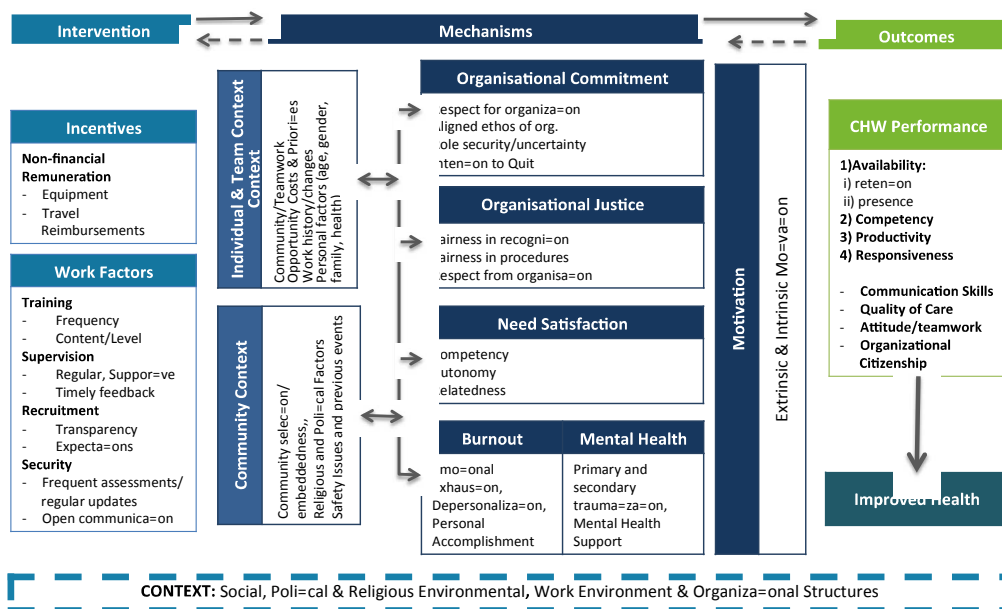 Intervention
Mechanisms
Outcomes
Incentives
Non-financial
Remuneration
- Equipment
- Travel
Reimbursements
Work Factors
Training
- Frequency
- Content/Level
Supervision
- Regular, Suppor=ve
- Timely feedback
Recruitment
- Transparency
- Expecta=ons
Security
- Frequent assessments/
regular updates
- Open communica=on
Individual & Team Context
Context
Community/Teamwork
Opportunity Costs & Priori=es
Work history/changes
Personal factors (age, gender,
family, health)
Community Context
Community selec=on/
embeddedness,,
Religious and Poli=cal Factors
Safety Issues and previous events
Organisational Commitment
espect for organiza=on
ligned ethos of org.
ole security/uncertainty
nten=on to Quit
Organisational Justice
airness in recogni=on
airness in procedures
espect from organisa=on
Need Satisfaction
ompetency
utonomy
elatedness
Burnout
mo=onal
xhaus=on,
Depersonaliza=on,
Personal
Accomplishment
Mental Health
Primary and
secondary
trauma=za=on,
Mental Health
Support
Motivation
Extrinsic & Intrinsic Mo=va=on
CHW Performance
1)Availability:
i) reten=on
ii) presence
2) Competency
3) Productivity
4) Responsiveness
- Communication Skills
- Quality of Care
- Attitude/teamwork
- Organizational
Citizenship
Improved Health
CONTEXT: Social, Poli=cal & Religious Environmental, Work Environment & Organiza=onal Structures